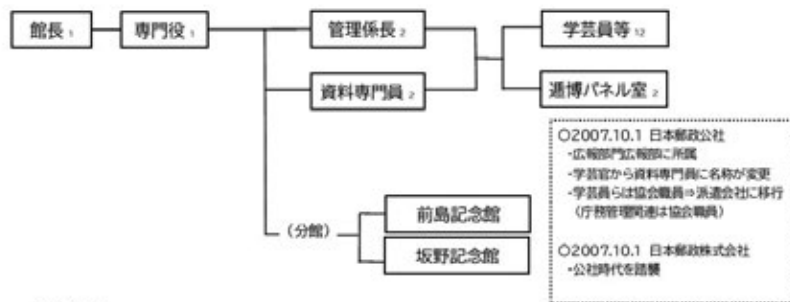 館長 1
専門役 1
管理係長 2
学芸員等 12
資料専門員 2
逓博パネル室 2
(分館)
前島記念館
坂野記念館
○2007.10.1 日本郵政公社
・広報部門広報部に所属
・学芸官から資料専門員に名称が変更
・学芸員らは協会職員⇒派遣会社に移行
(庁務管理関連は協会職員)
○2007.10.1 日本郵政株式会社
・公社時代を踏襲